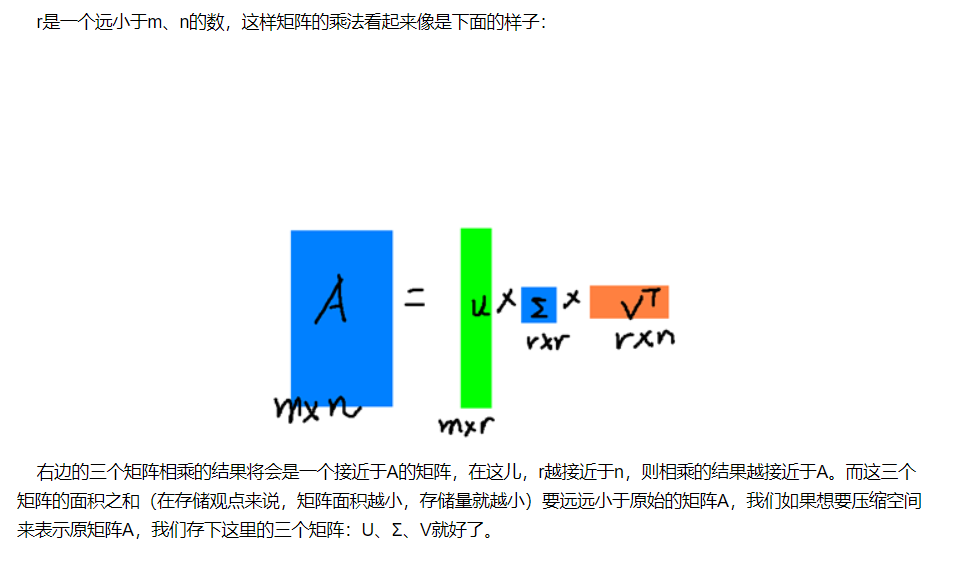 r是一个远小于m、n的数，这样矩阵的乘法看起来像是下面的样子：
A = U × Σ × V^T
r×r r×n
m×n m×r
右边的三个矩阵相乘的结果将会是一个接近于A的矩阵，在这儿，r越接近于n，则相乘的结果越接近于A。而这三个
矩阵的面积之和（在存储观点来说，矩阵面积越小，存储量就越小）要远远小于原始的矩阵A，我们如果想要压缩空间
来表示原矩阵A，我们存下这里的三个矩阵：U、Σ、V就好了。